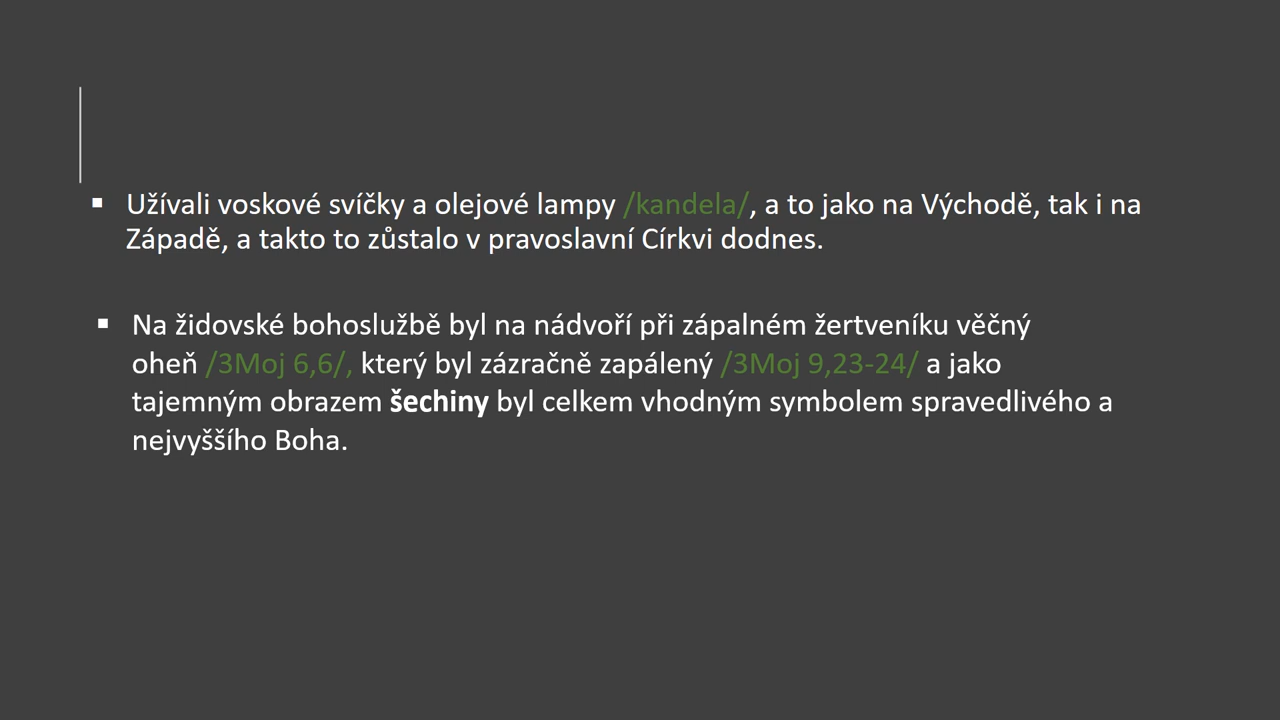 ▪ Užívali voskové svíčky a olejové lampy /kandela/, a to jako na Východě, tak i na
Západě, a takto to zůstalo v pravoslavní Církvi dodnes.
▪ Na židovské bohoslužbě byl na nádvoří při zápalném žertveníku věčný
oheň /3Moj 6,6/, který byl zázračně zapálený /3Moj 9,23-24/ a jako
tajemným obrazem šechiny byl celkem vhodným symbolem spravedlivého a
nejvyššího Boha.